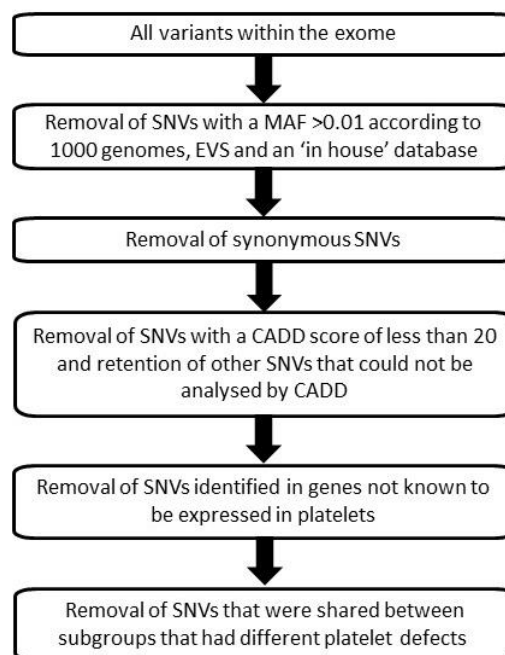 All variants within the exome
Removal of SNVs with a MAF >0.01 according to
1000 genomes, EVS and an ‘in house’ database
Removal of synonymous SNVs
Removal of SNVs with a CADD score of less than 20
and retention of other SNVs that could not be
analysed by CADD
Removal of SNVs identified in genes not known to
be expressed in platelets
Removal of SNVs that were shared between
subgroups that had different platelet defects